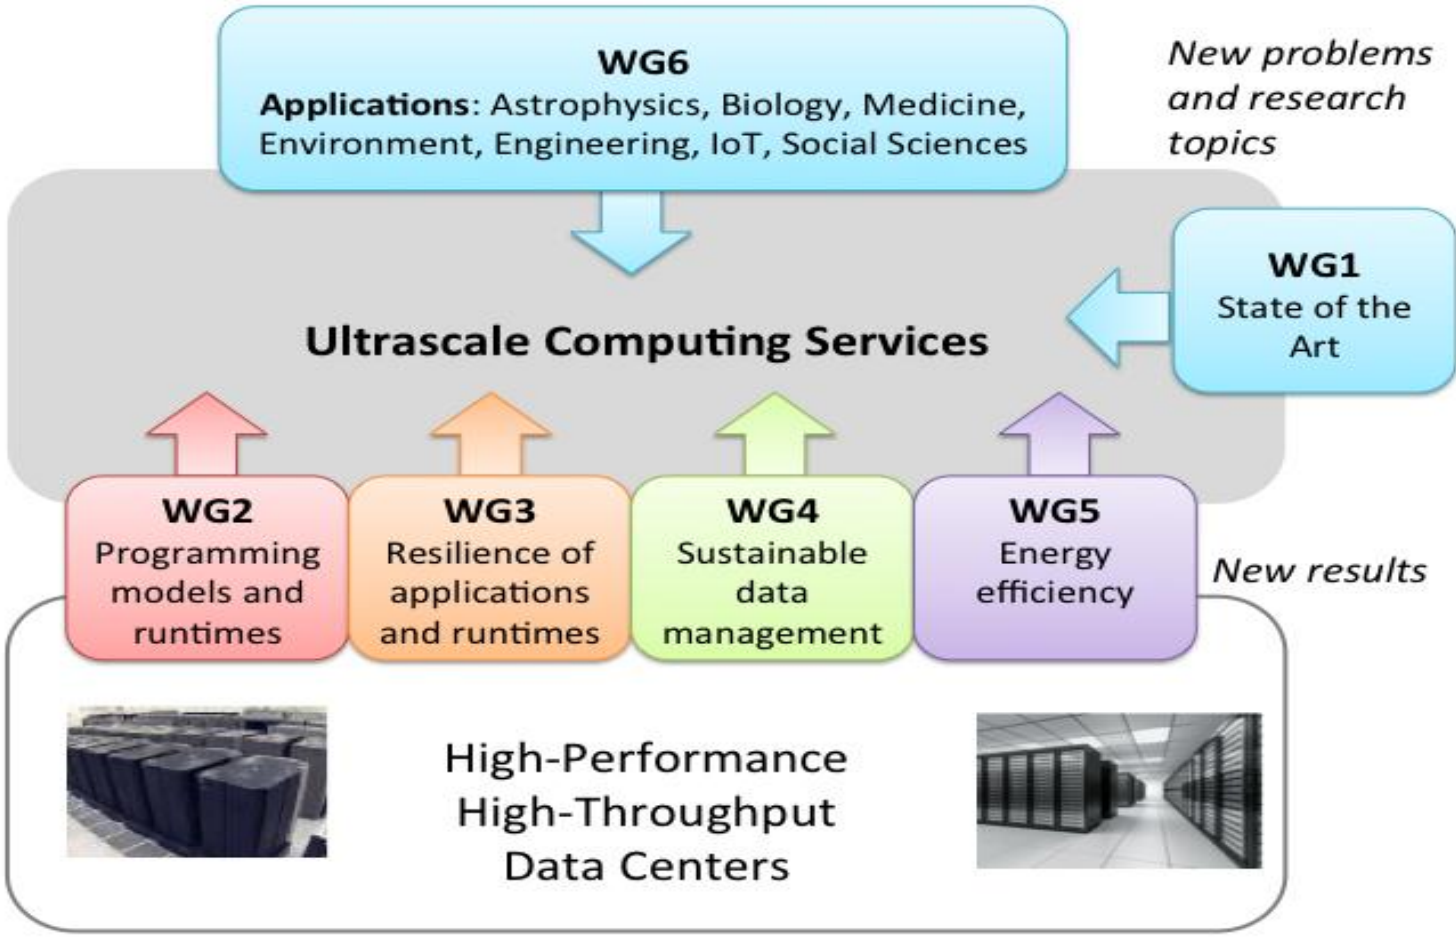 WG6
Applications: Astrophysics, Biology, Medicine,
Environment, Engineering, IoT, Social Sciences
New problems
and research
topics
WG1
State of the
Art
Ultrascale Computing Services
WG2
Programming
models and
runtimes
WG3
Resilience of
applications
and runtimes
WG4
Sustainable
data
management
WG5
Energy
efficiency
New results
High-Performance
High-Throughput
Data Centers